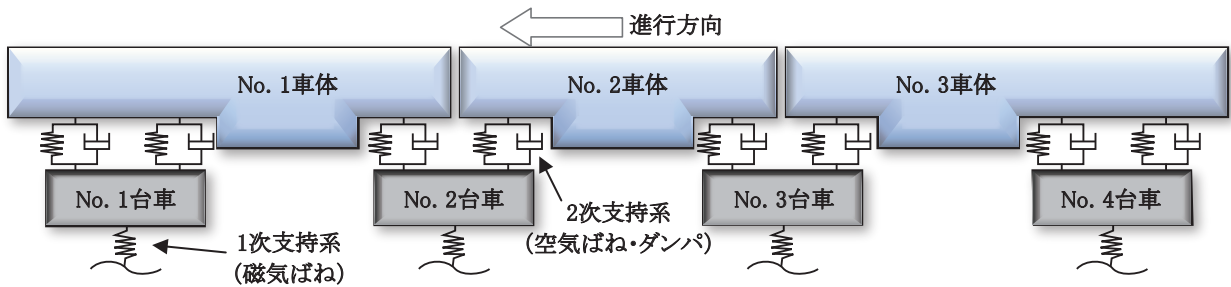 進行方向
No. 1車体
No. 2車体
No. 3車体
No. 1台車
No. 2台車
No. 3台車
No. 4台車
1次支持系
(磁気ばね)
2次支持系
(空気ばね・ダンパ)